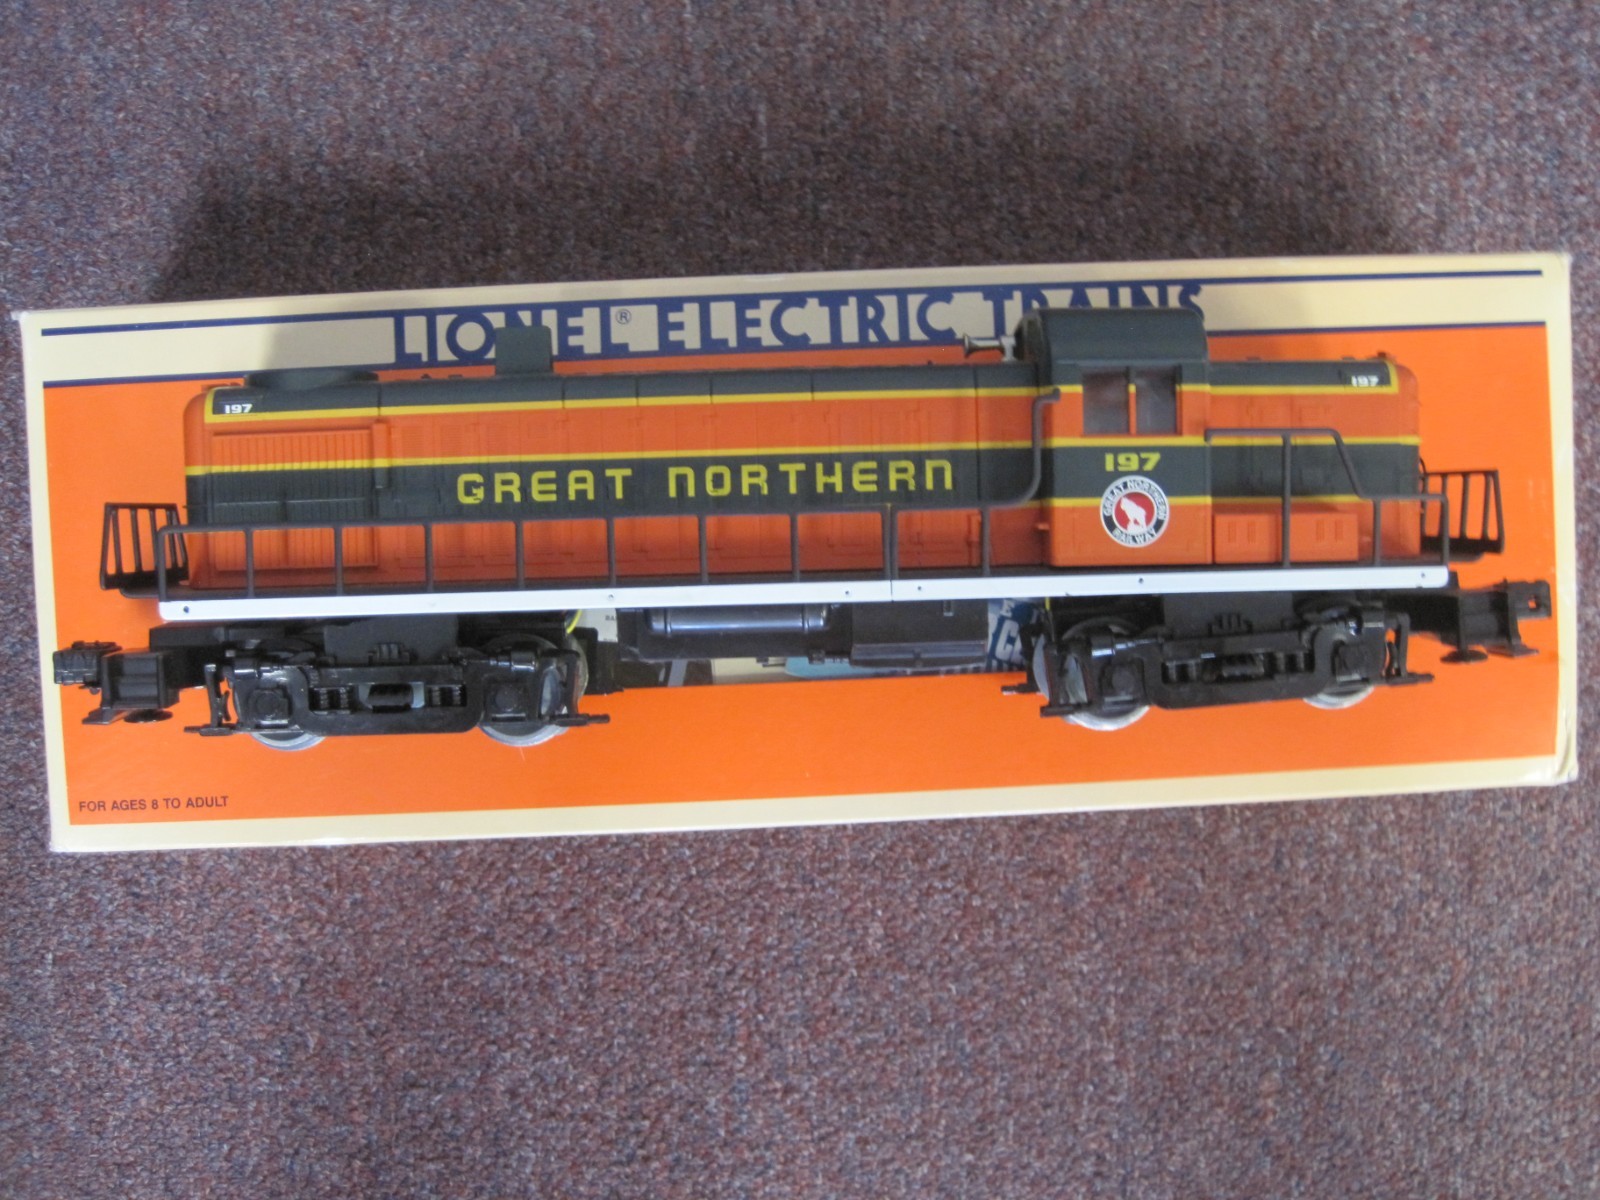 LIONEL® ELECTRIC TRAINS
197
197
GREAT NORTHERN
197
GREAT NORTHERN
RAILWAY
FOR AGES 8 TO ADULT